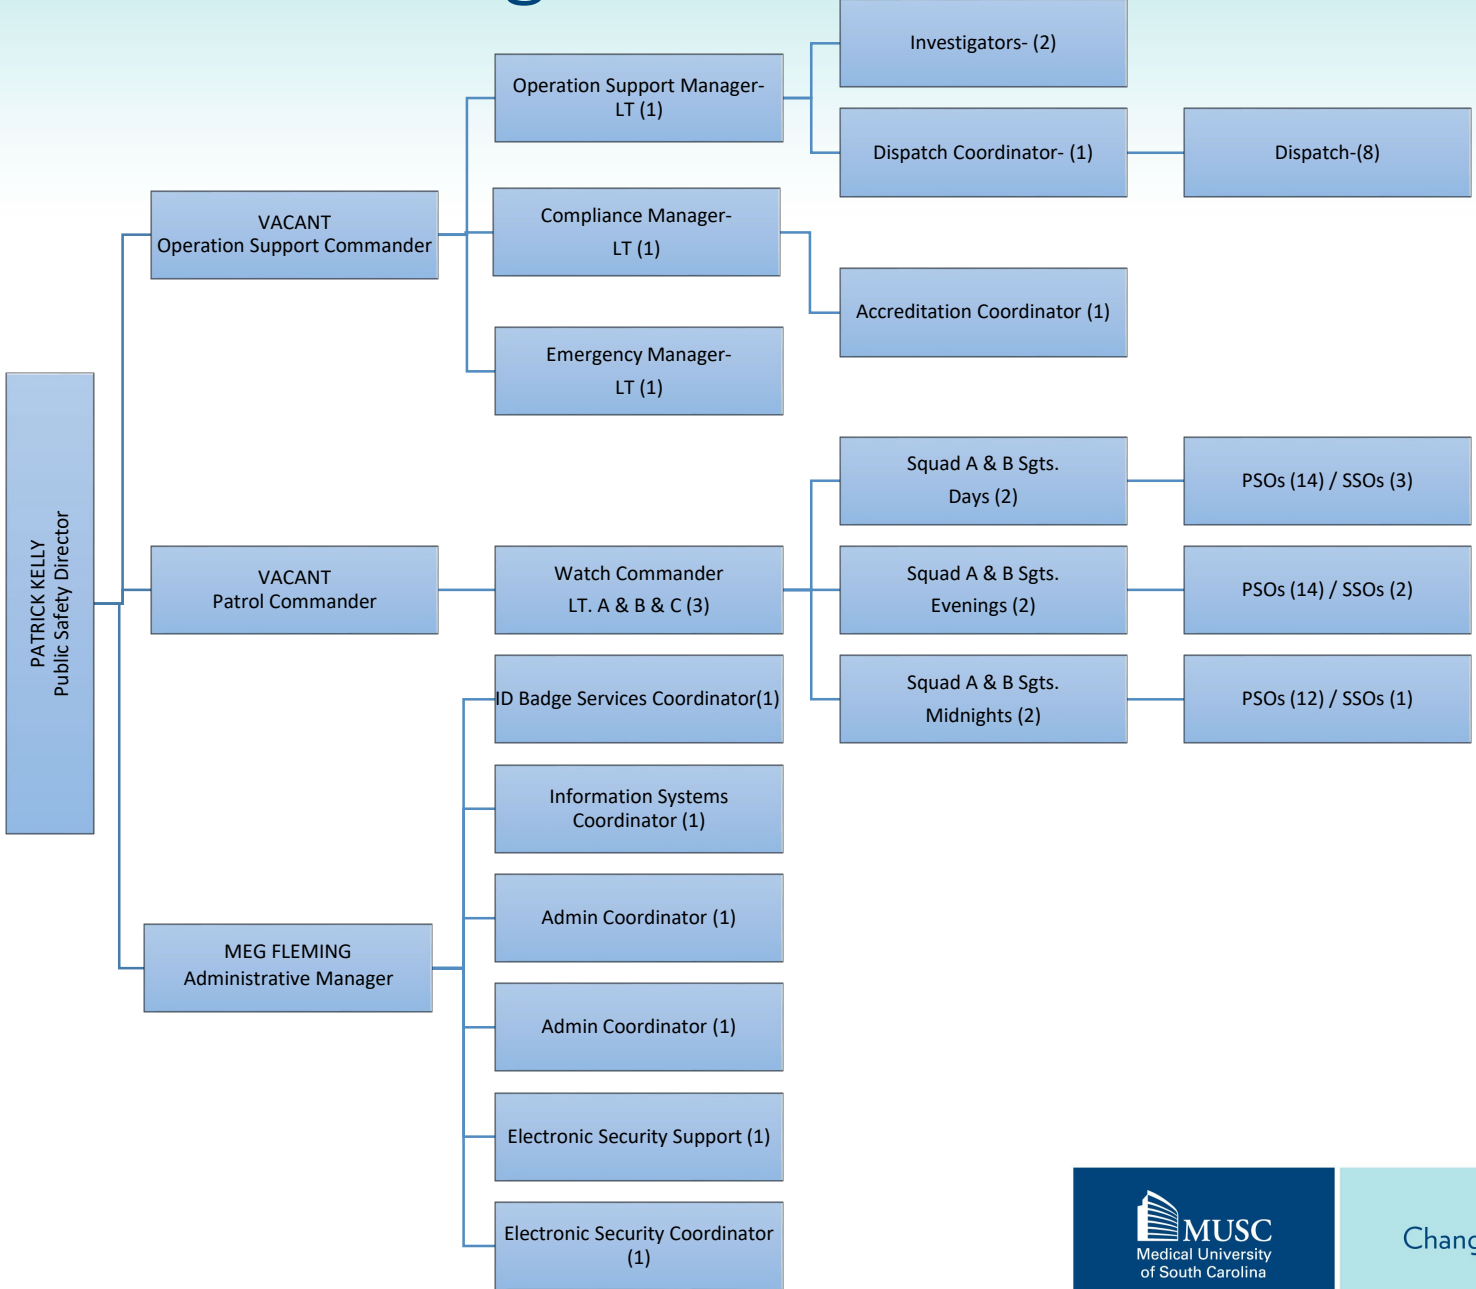 Investigators- (2)
Operation Support Manager-
LT (1)
Dispatch Coordinator- (1)
Dispatch-(8)
VACANT
Operation Support Commander
Compliance Manager-
LT (1)
Accreditation Coordinator (1)
Emergency Manager-
LT (1)
PATRICK KELLY
Public Safety Director
Squad A & B Sgts.
Days (2)
PSOs (14) / SSOs (3)
VACANT
Patrol Commander
Watch Commander
LT. A & B & C (3)
Squad A & B Sgts.
Evenings (2)
PSOs (14) / SSOs (2)
Squad A & B Sgts.
Midnights (2)
PSOs (12) / SSOs (1)
ID Badge Services Coordinator(1)
Information Systems
Coordinator (1)
Admin Coordinator (1)
MEG FLEMING
Administrative Manager
Admin Coordinator (1)
Electronic Security Support (1)
Electronic Security Coordinator
(1)
MUSC
Medical University
of South Carolina
Chang